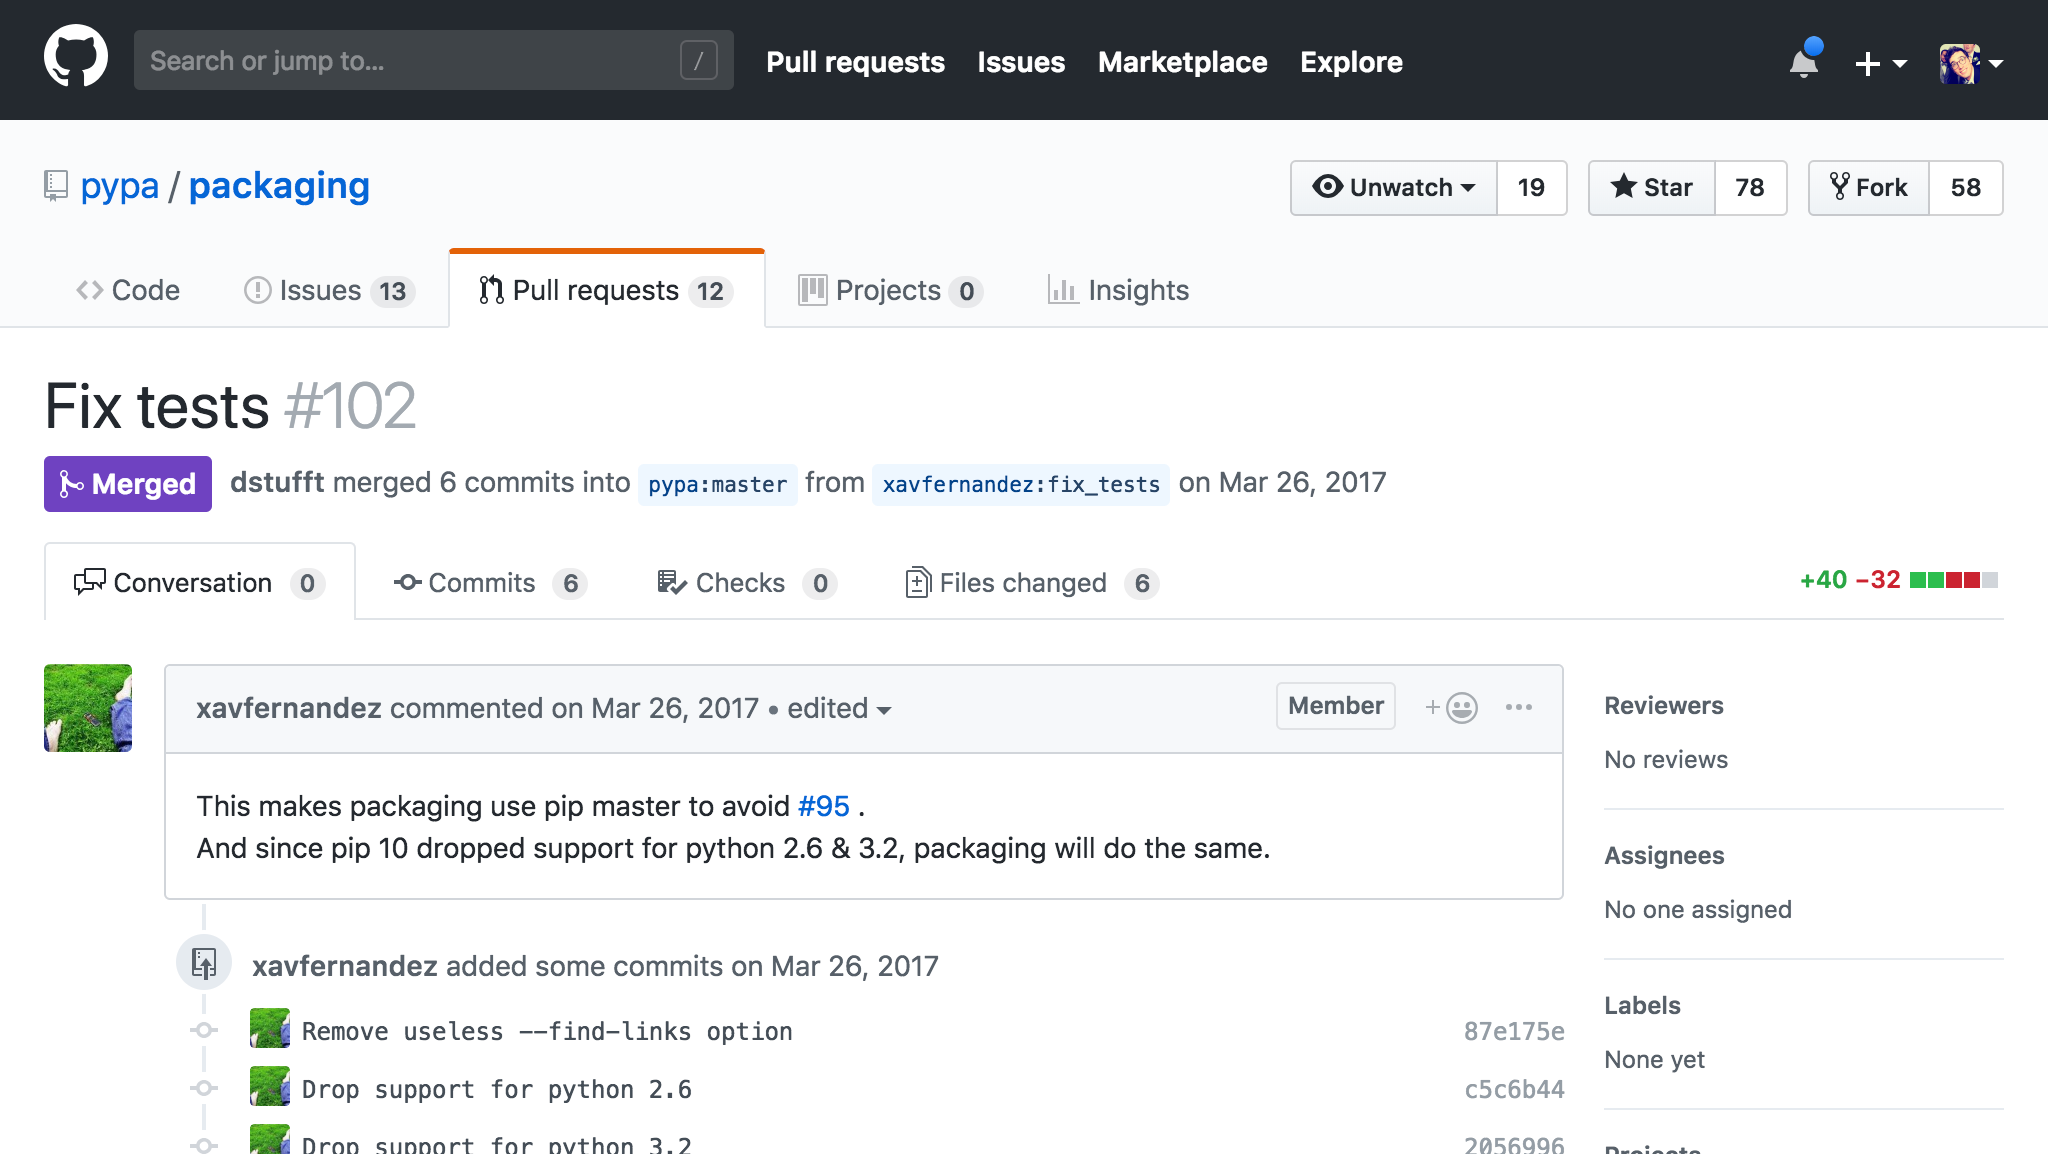 Search or jump to... /
Pull requests Issues Marketplace Explore
pypa / packaging
Unwatch 19 Star 78 Fork 58
Code Issues 13 Pull requests 12 Projects 0 Insights
Fix tests #102
Merged dstufft merged 6 commits into pypa:master from xavfernandez:fix_tests on Mar 26, 2017
Conversation 0 Commits 6 Checks 0 Files changed 6 +40 −32
xavfernandez commented on Mar 26, 2017 • edited Member
This makes packaging use pip master to avoid #95 .
And since pip 10 dropped support for python 2.6 & 3.2, packaging will do the same.
xavfernandez added some commits on Mar 26, 2017
Remove useless --find-links option 87e175e
Drop support for python 2.6 c5c6b44
Drop support for python 3.2 2056996
Reviewers
No reviews
Assignees
No one assigned
Labels
None yet
Projects